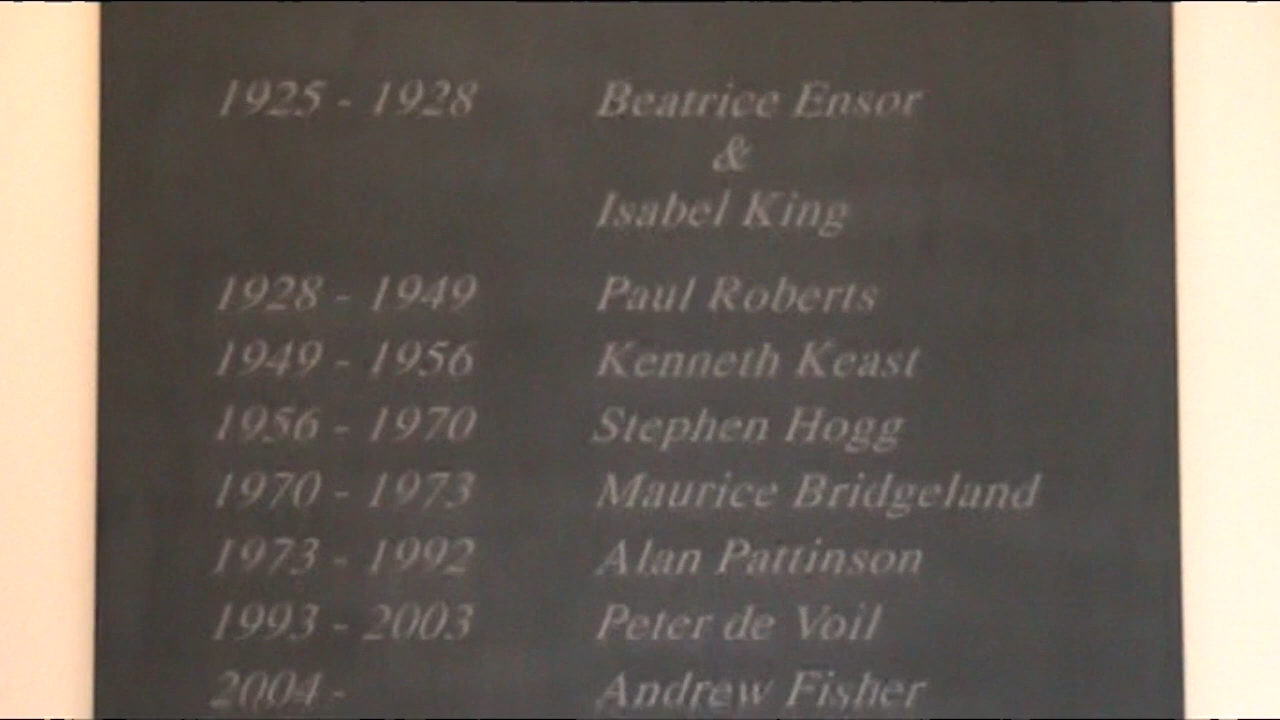 1925 - 1928 Beatrice Ensor
&
Isabel King
1928 - 1949 Paul Roberts
1949 - 1956 Kenneth Keast
1956 - 1970 Stephen Hogg
1970 - 1973 Maurice Bridgeland
1973 - 1992 Alan Pattinson
1993 - 2003 Peter de Voil
2004 - Andrew Fisher